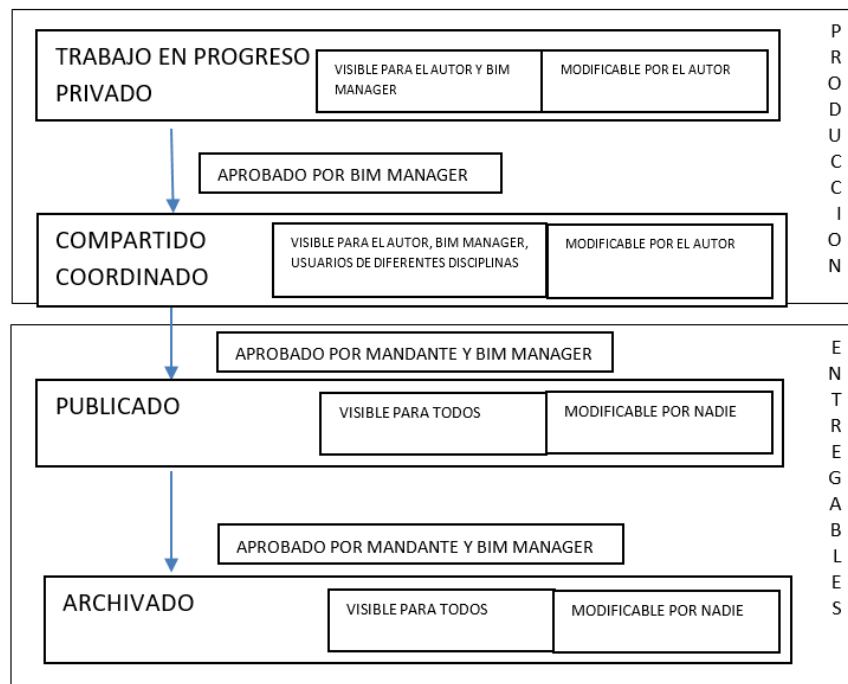 TRABAJO EN PROGRESO
PRIVADO
VISIBLE PARA EL AUTOR Y BIM
MANAGER
MODIFICABLE POR EL AUTOR
APROBADO POR BIM MANAGER
COMPARTIDO
COORDINADO
VISIBLE PARA EL AUTOR, BIM MANAGER,
USUARIOS DE DIFERENTES DISCIPLINAS
MODIFICABLE POR EL AUTOR
PRODUCCION
APROBADO POR MANDANTE Y BIM MANAGER
PUBLICADO
VISIBLE PARA TODOS
MODIFICABLE POR NADIE
APROBADO POR MANDANTE Y BIM MANAGER
ARCHIVADO
VISIBLE PARA TODOS
MODIFICABLE POR NADIE
ENTREGABLES